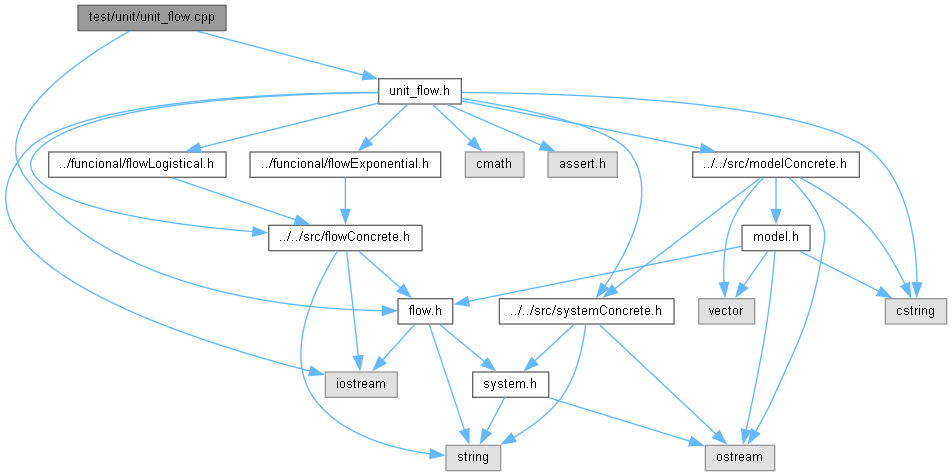 test/unit/unit_flow.cpp
unit_flow.h
../funcional/flowLogistical.h
../funcional/flowExponential.h
cmath
assert.h
../../src/modelConcrete.h
../../src/flowConcrete.h
model.h
flow.h
../../src/systemConcrete.h
vector
cstring
iostream
system.h
string
ostream